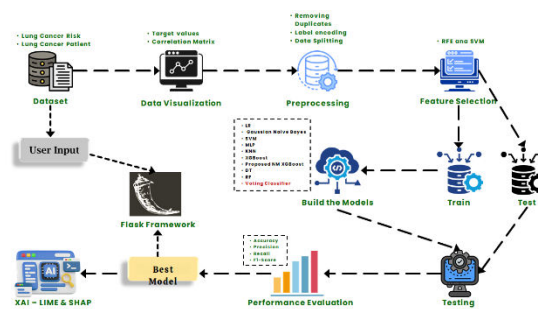 • Lung Cancer Risk
• Lung Cancer Patient
• Target values
• Correlation Matrix
• Removing
Duplicates
• Label encoding
• Data Splitting
• RFE and SVM
Dataset
Data Visualization
Preprocessing
Feature Selection
User Input
• LR
• Gaussian Naive Bayes
• SVM
• MLP
• KNN
• XGBoost
• Proposed NM XGBoost
• DT
• RF
• Voting Classifier
Build the Models
Train
Test
Flask Framework
• Accuracy
• Precision
• Recall
• F1-Score
XAI – LIME & SHAP
Best
Model
Performance Evaluation
Testing